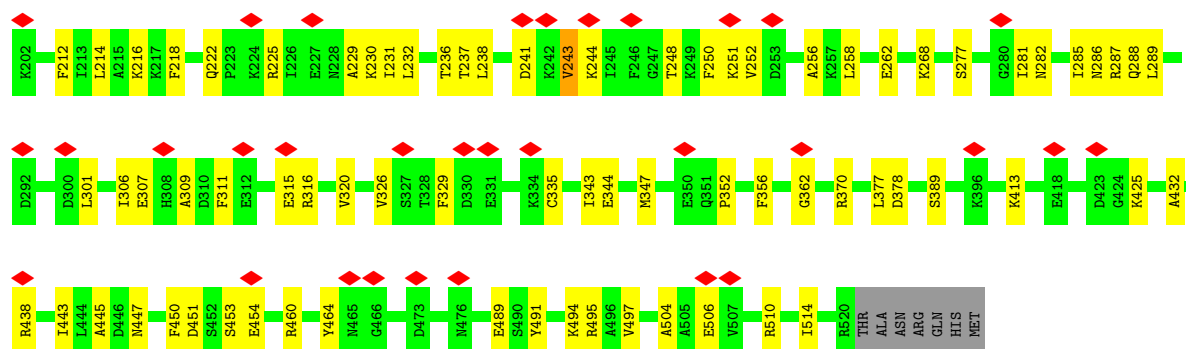 K202 F212 I213 L214 A215 K216 K217 F218 Q222 P223 K224 R225 I226 E227 N228 A229 K230 I231 L232 T236 T237 L238 D241 K242 V243 K244 I245 F246 G247 T248 K249 F250 K251 V252 D253 A256 K257 L258 E262 K268 S277 G280 I281 N282 I285 N286 R287 Q288 L289
D292 D300 L301 I306 E307 H308 A309 D310 F311 E312 E315 R316 V320 V326 S327 T328 F329 D330 E331 K334 C335 I343 E344 M347 E350 Q351 P352 F356 G362 R370 L377 D378 S389 K396 K413 E418 D423 G424 K425 A432
R438 I443 L444 A445 D446 N447 F450 D451 S452 S453 E454 R460 Y464 N465 G466 D473 N476 E489 S490 Y491 K494 R495 A496 V497 A504 A505 E506 V507 R510 I514 R520 THR ALA ASN ARG GLN HIS MET